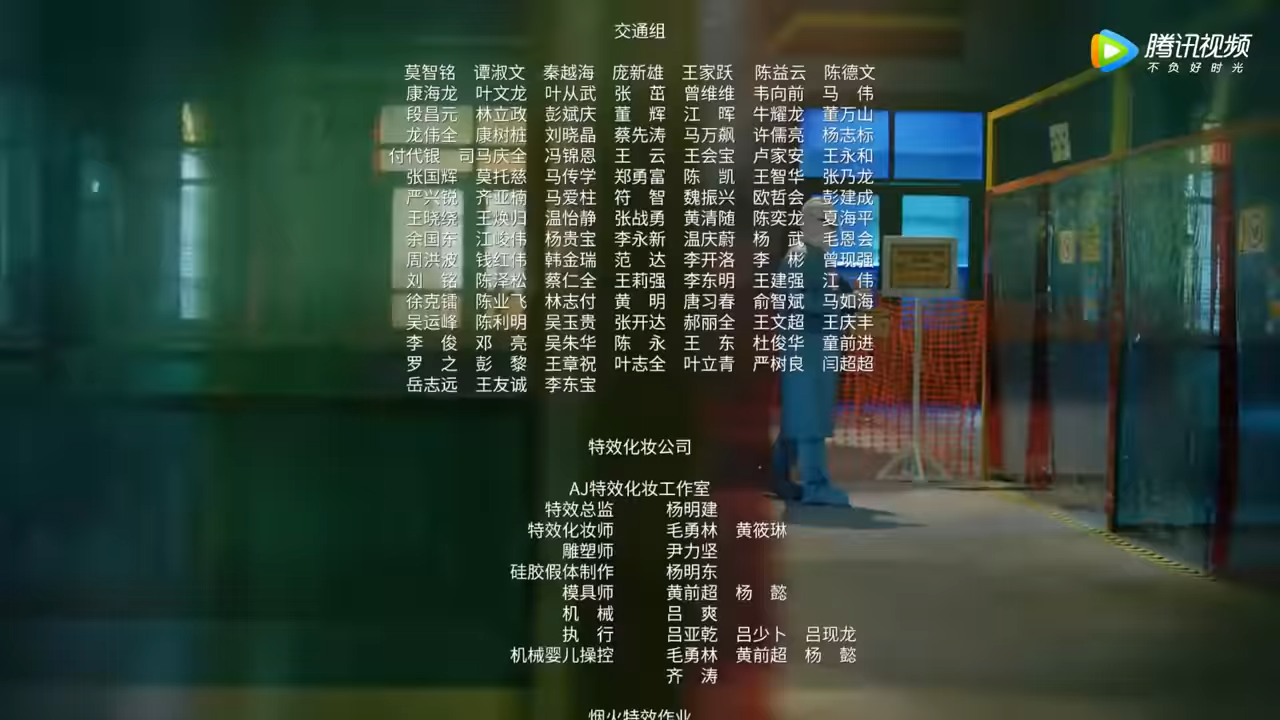 交通组
腾讯视频
不负好时光
莫智铭 谭淑文 秦越海 庞新雄 王家跃 陈益云 陈德文
康海龙 叶文龙 叶从武 张 茁 曾维维 韦向前 马 伟
段昌元 林立政 彭斌庆 董 辉 江 晖 牛耀龙 董万山
龙伟全 康树桩 刘晓晶 蔡先涛 马万飙 许儒亮 杨志标
付代银 司马庆全 冯锦恩 王 云 王会宝 卢家安 王永和
张国辉 莫托慈 马传学 郑勇富 陈 凯 王智华 张乃龙
严兴锐 齐亚楠 马爱柱 符 智 魏振兴 欧哲会 彭建成
王晓绕 王焕归 温怡静 张战勇 黄清随 陈奕龙 夏海平
余国东 江峻伟 杨贵宝 李永新 温庆蔚 杨 武 毛恩会
周洪波 钱红伟 韩金瑞 范 达 李开洛 李 彬 曾现强
刘 铭 陈泽松 蔡仁全 王莉强 李东明 王建强 江 伟
徐克镭 陈业飞 林志付 黄 明 唐习春 俞智斌 马如海
吴运峰 陈利明 吴玉贵 张开达 郝丽全 王文超 王庆丰
李 俊 邓 亮 吴朱华 陈 永 王 东 杜俊华 童前进
罗 之 彭 黎 王章祝 叶志全 叶立青 严树良 闫超超
岳志远 王友诚 李东宝
特效化妆公司
AJ特效化妆工作室
特效总监 杨明建
特效化妆师 毛勇林 黄筱琳
雕塑师 尹力坚
硅胶假体制作 杨明东
模具师 黄前超 杨 懿
机 械 吕 爽
执 行 吕亚乾 吕少卜 吕现龙
机械婴儿操控 毛勇林 黄前超 杨 懿
齐 涛
烟火特效作业